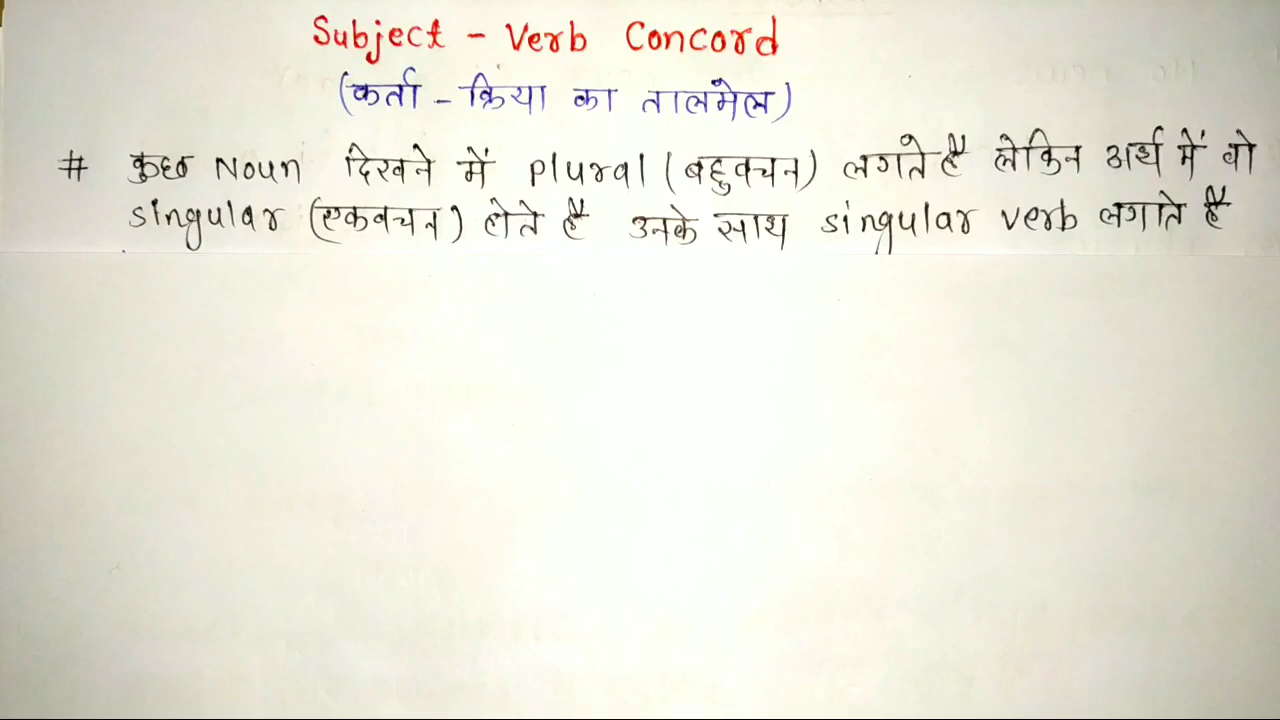 Subject - Verb Concord
(कर्ता - क्रिया का तालमेल)
# कुछ Noun दिखने में plural (बहुवचन) लगते है लेकिन अर्थ में वो
singular (एकवचन) होते है उनके साथ singular verb लगाते है